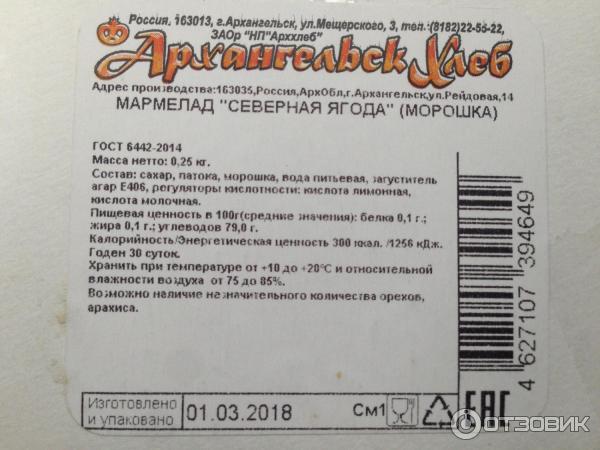 Россия, 163013, г.Архангельск, ул.Мещерского, 3, тел.:(8182)22-55-22,
ЗАОр "НП"Арххлеб"
Архангельск Хлеб
Адрес производства:163035,Россия,АрхОбл,г.Архангельск,ул.Рейдовая,14
МАРМЕЛАД "СЕВЕРНАЯ ЯГОДА" (МОРОШКА)
ГОСТ 6442-2014
Масса нетто: 0,25 кг.
Состав: сахар, патока, морошка, вода питьевая, загуститель
агар Е406, регуляторы кислотности: кислота лимонная,
кислота молочная.
Пищевая ценность в 100г(средние значения): белка 0,1 г.;
жира 0,1 г.; углеводов 79,0 г.
Калорийность/Энергетическая ценность 300 ккал. /1256 кДж.
Годен 30 суток.
Хранить при температуре от +10 до +20°С и относительной
влажности воздуха от 75 до 85%.
Возможно наличие незначительного количества орехов,
арахиса.
4 627107 394649
Изготовлено
и упаковано
01.03.2018
См1
ЕАС
ОТЗОВИК